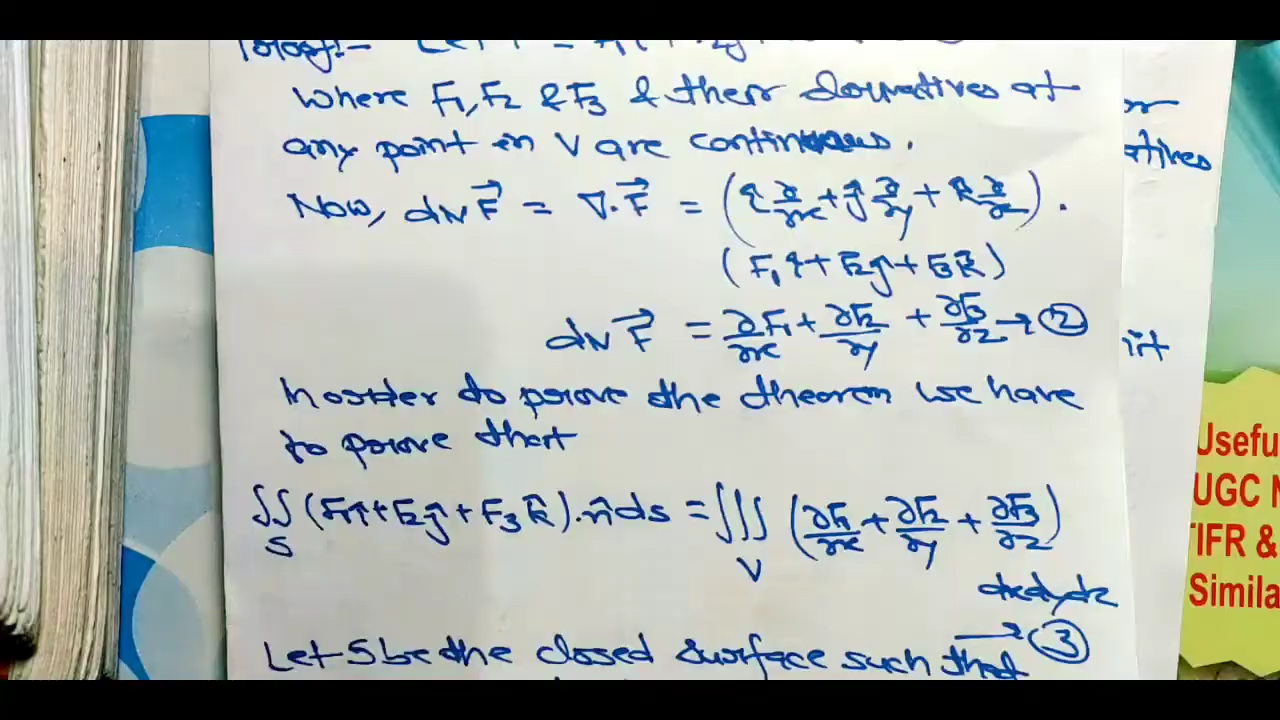 where F₁, F₂ & F₃ & their derivatives at
any point in V are continuous.
Now, div F⃗ = ∇.F⃗ = (î ∂/∂x + ĵ ∂/∂y + k̂ ∂/∂z).
(F₁î + F₂ĵ + F₃k̂)
div F⃗ = ∂F₁/∂x + ∂F₂/∂y + ∂F₃/∂z → ②
In order to prove the theorem we have
to prove that
∬S (F₁î + F₂ĵ + F₃k̂).n̂ ds = ∭V (∂F₁/∂x + ∂F₂/∂y + ∂F₃/∂z)
dxdydz
→ ③
Let S be the closed surface such that
or
atives
Usefu
UGC N
TIFR &
Simila